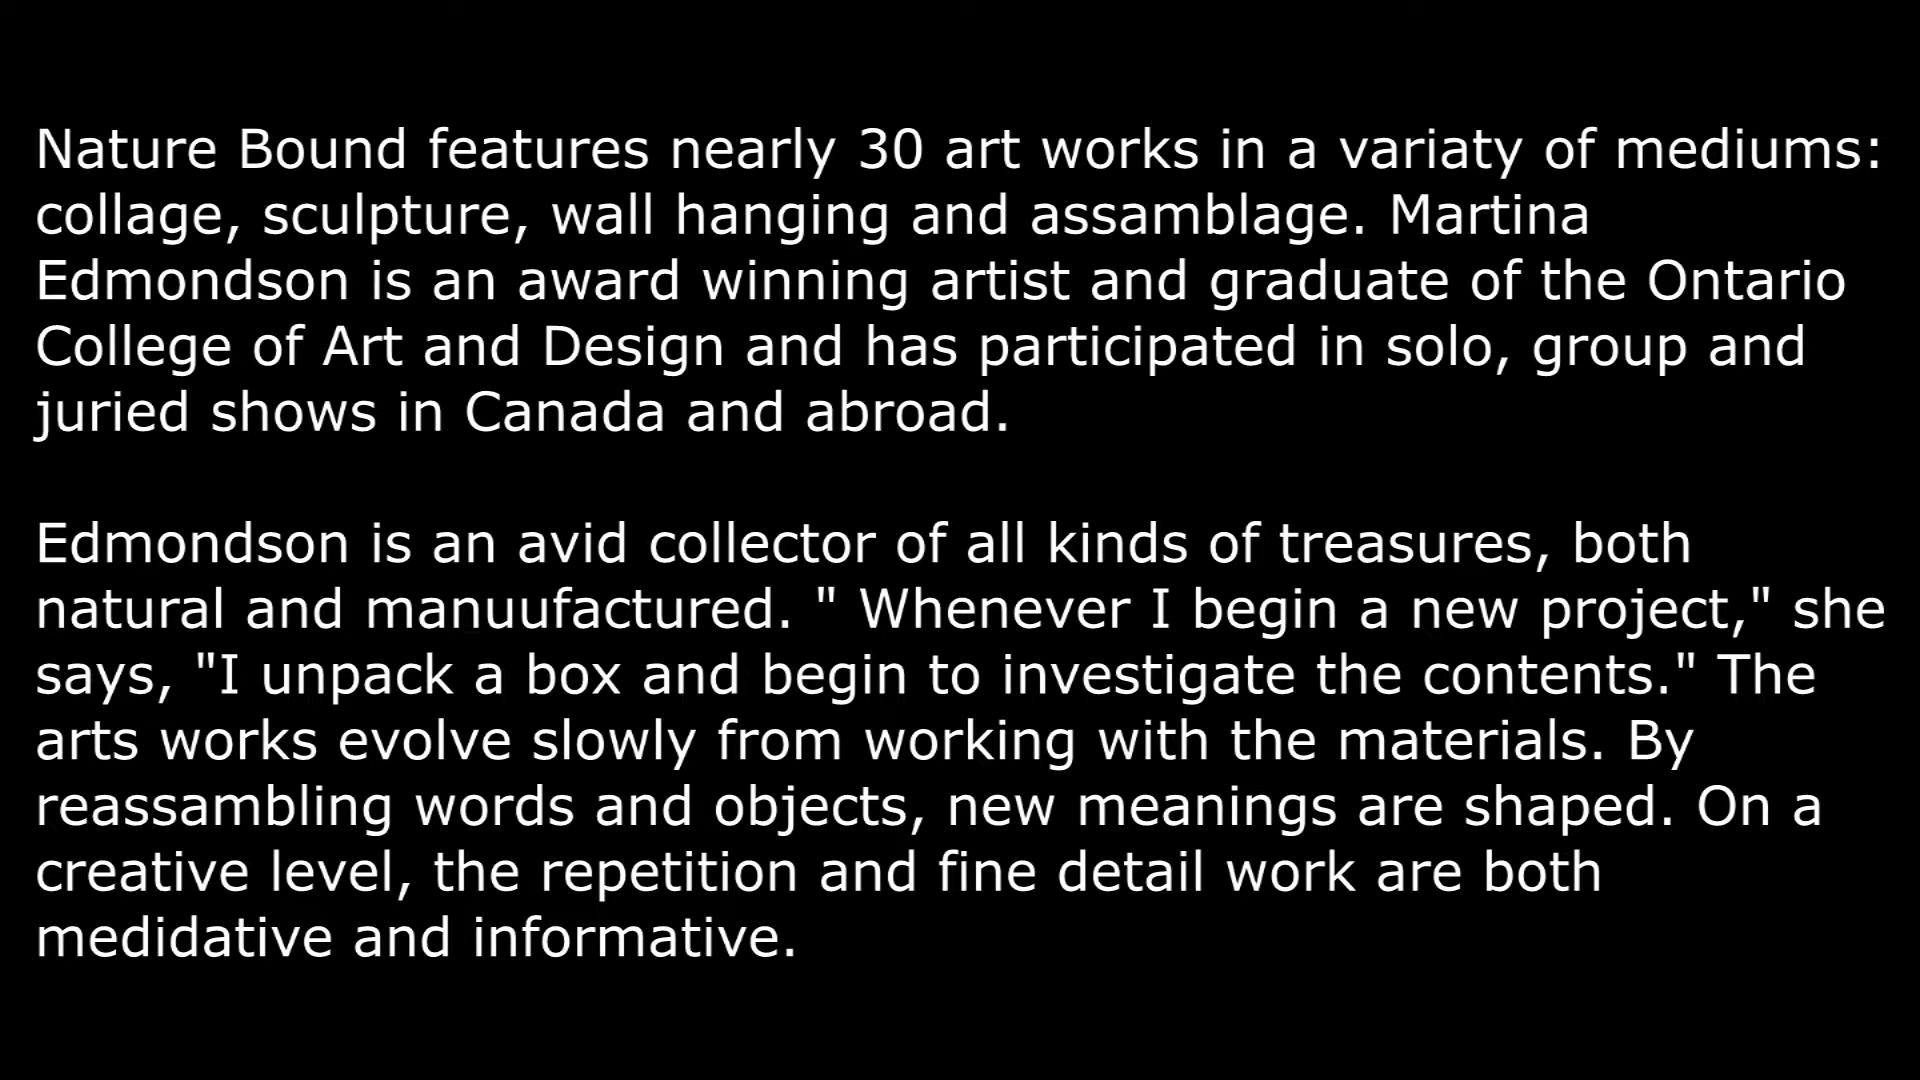 Nature Bound features nearly 30 art works in a variaty of mediums:
collage, sculpture, wall hanging and assamblage. Martina
Edmondson is an award winning artist and graduate of the Ontario
College of Art and Design and has participated in solo, group and
juried shows in Canada and abroad.

Edmondson is an avid collector of all kinds of treasures, both
natural and manuufactured. " Whenever I begin a new project," she
says, "I unpack a box and begin to investigate the contents." The
arts works evolve slowly from working with the materials. By
reassambling words and objects, new meanings are shaped. On a
creative level, the repetition and fine detail work are both
medidative and informative.